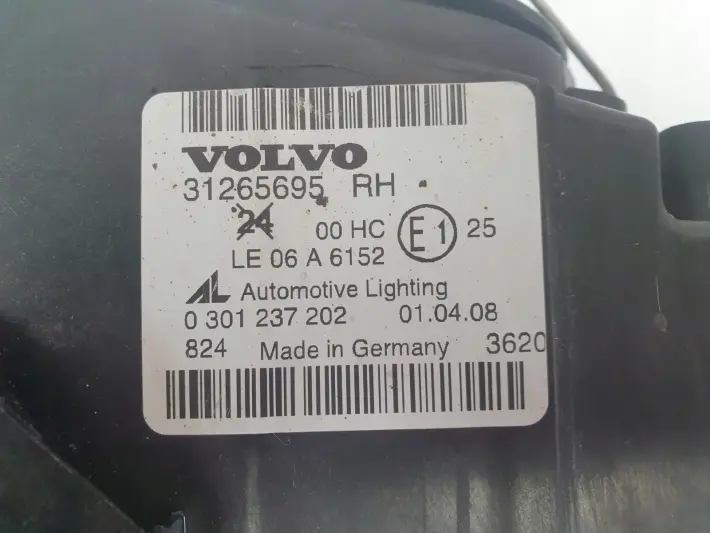 VOLVO
31265695 RH
24 00 HC E1 25
LE 06 A 6152
AL Automotive Lighting
0 301 237 202 01.04.08
824 Made in Germany 3620